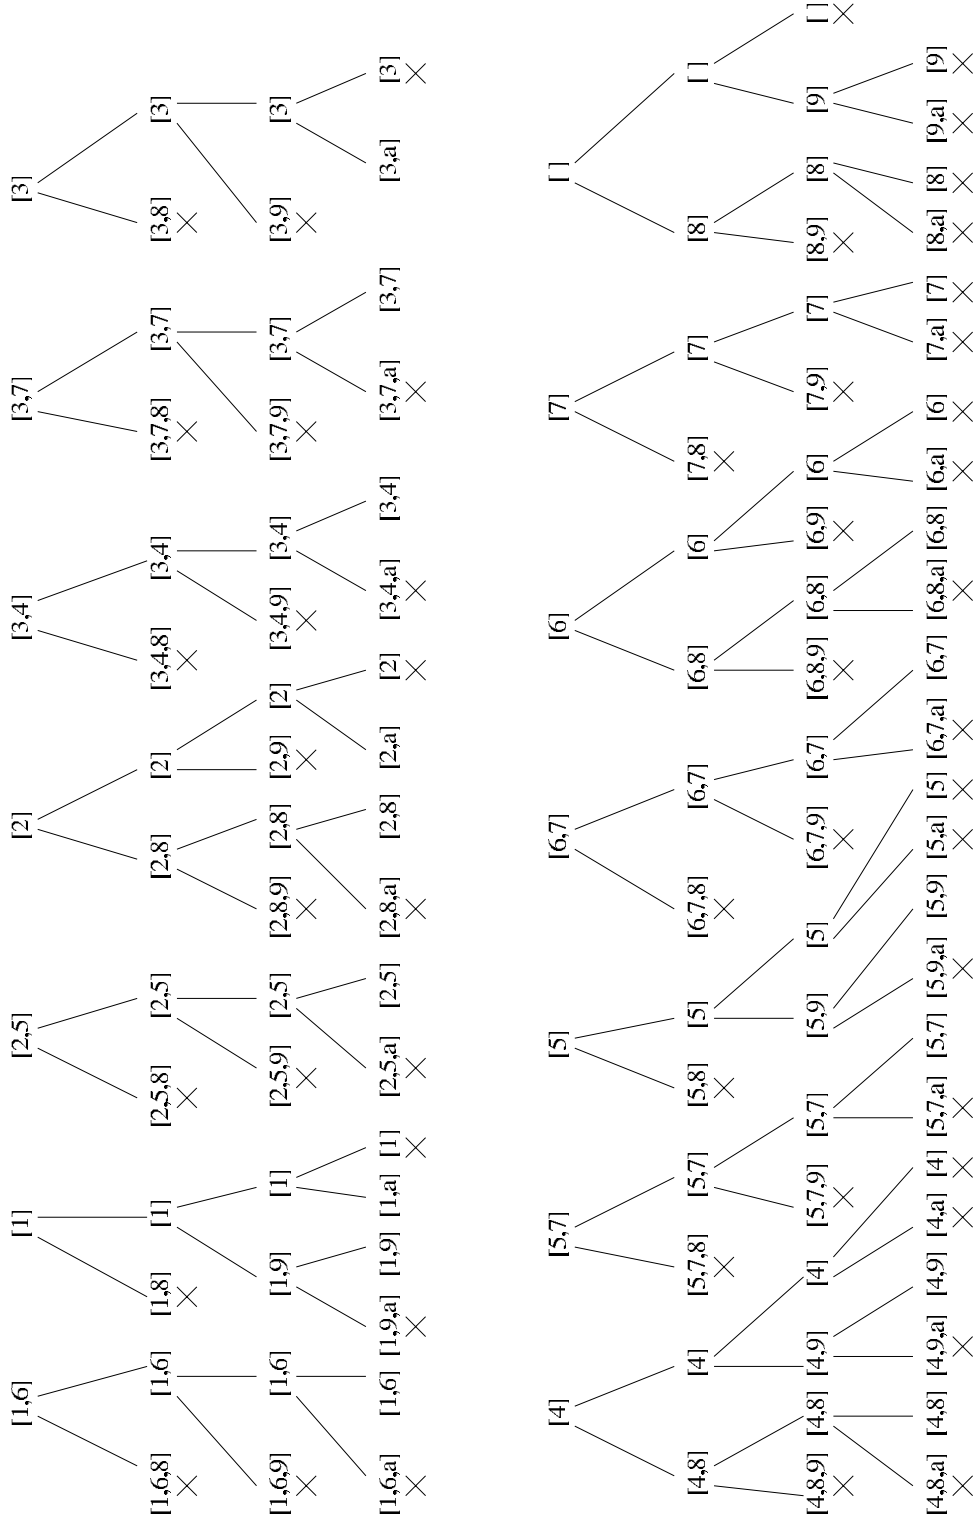 [1,6] [1] [2,5] [2] [3,4] [3,7] [3]
[1,6,8] [1,6] [1,8] [1] [2,5,8] [2,5] [2,8] [2] [3,4,8] [3,4] [3,7,8] [3,7] [3,8] [3]
[1,6,9] [1,6] [1,9] [1] [2,5,9] [2,5] [2,8,9] [2,8] [2,9] [2] [3,4,9] [3,4] [3,7,9] [3,7] [3,9] [3]
[1,6,a] [1,6] [1,9,a] [1,9] [1,a] [1] [2,5,a] [2,5] [2,8,a] [2,8] [2,a] [2] [3,4,a] [3,4] [3,7,a] [3,7] [3,a] [3]
[4] [5,7] [5] [6,7] [6] [7] [ ]
[4,8] [4] [5,7,8] [5,7] [5,8] [5] [6,7,8] [6,7] [6,8] [6] [7,8] [7] [8] [ ]
[4,8,9] [4,8] [4,9] [4] [5,7,9] [5,7] [5,9] [5] [6,7,9] [6,7] [6,8,9] [6,8] [6,9] [6] [7,9] [7] [8,9] [8] [9] [ ]
[4,8,a] [4,8] [4,9,a] [4,9] [4,a] [4] [5,7,a] [5,7] [5,9,a] [5,9] [5,a] [5] [6,7,a] [6,7] [6,8,a] [6,8] [6,a] [6] [7,a] [7] [8,a] [8] [9,a] [9]